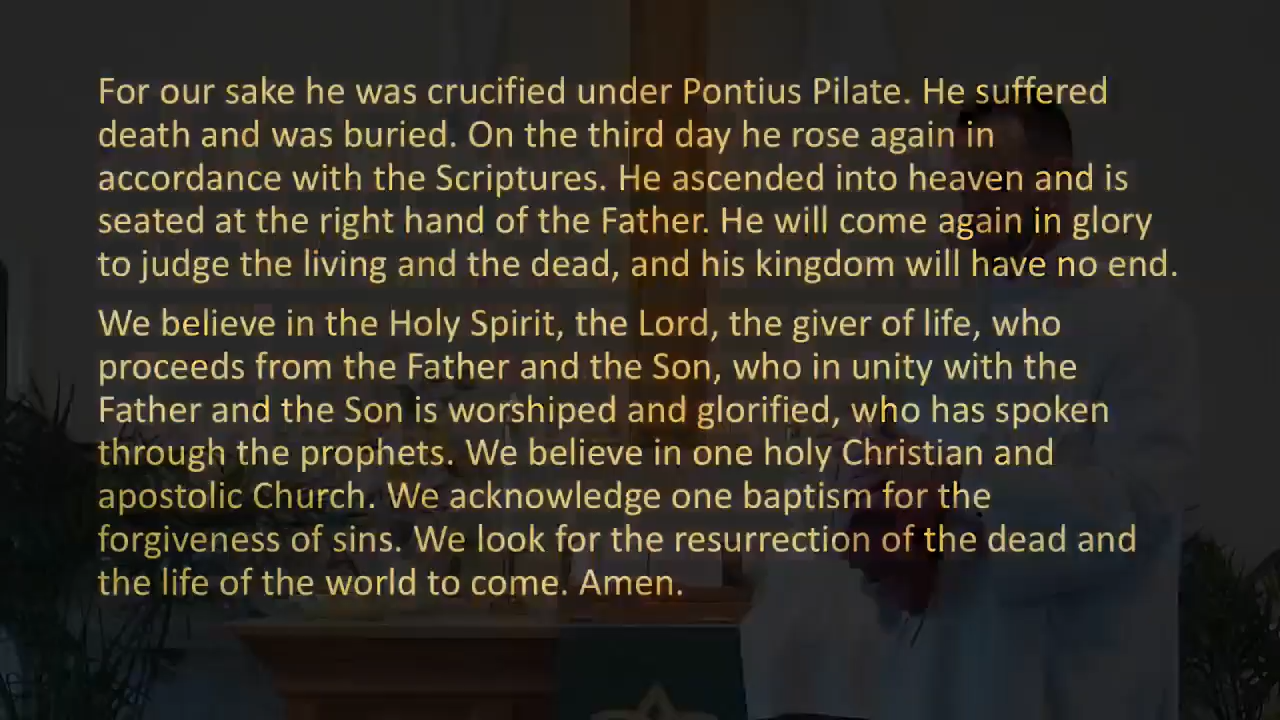 For our sake he was crucified under Pontius Pilate. He suffered
death and was buried. On the third day he rose again in
accordance with the Scriptures. He ascended into heaven and is
seated at the right hand of the Father. He will come again in glory
to judge the living and the dead, and his kingdom will have no end.
We believe in the Holy Spirit, the Lord, the giver of life, who
proceeds from the Father and the Son, who in unity with the
Father and the Son is worshiped and glorified, who has spoken
through the prophets. We believe in one holy Christian and
apostolic Church. We acknowledge one baptism for the
forgiveness of sins. We look for the resurrection of the dead and
the life of the world to come. Amen.